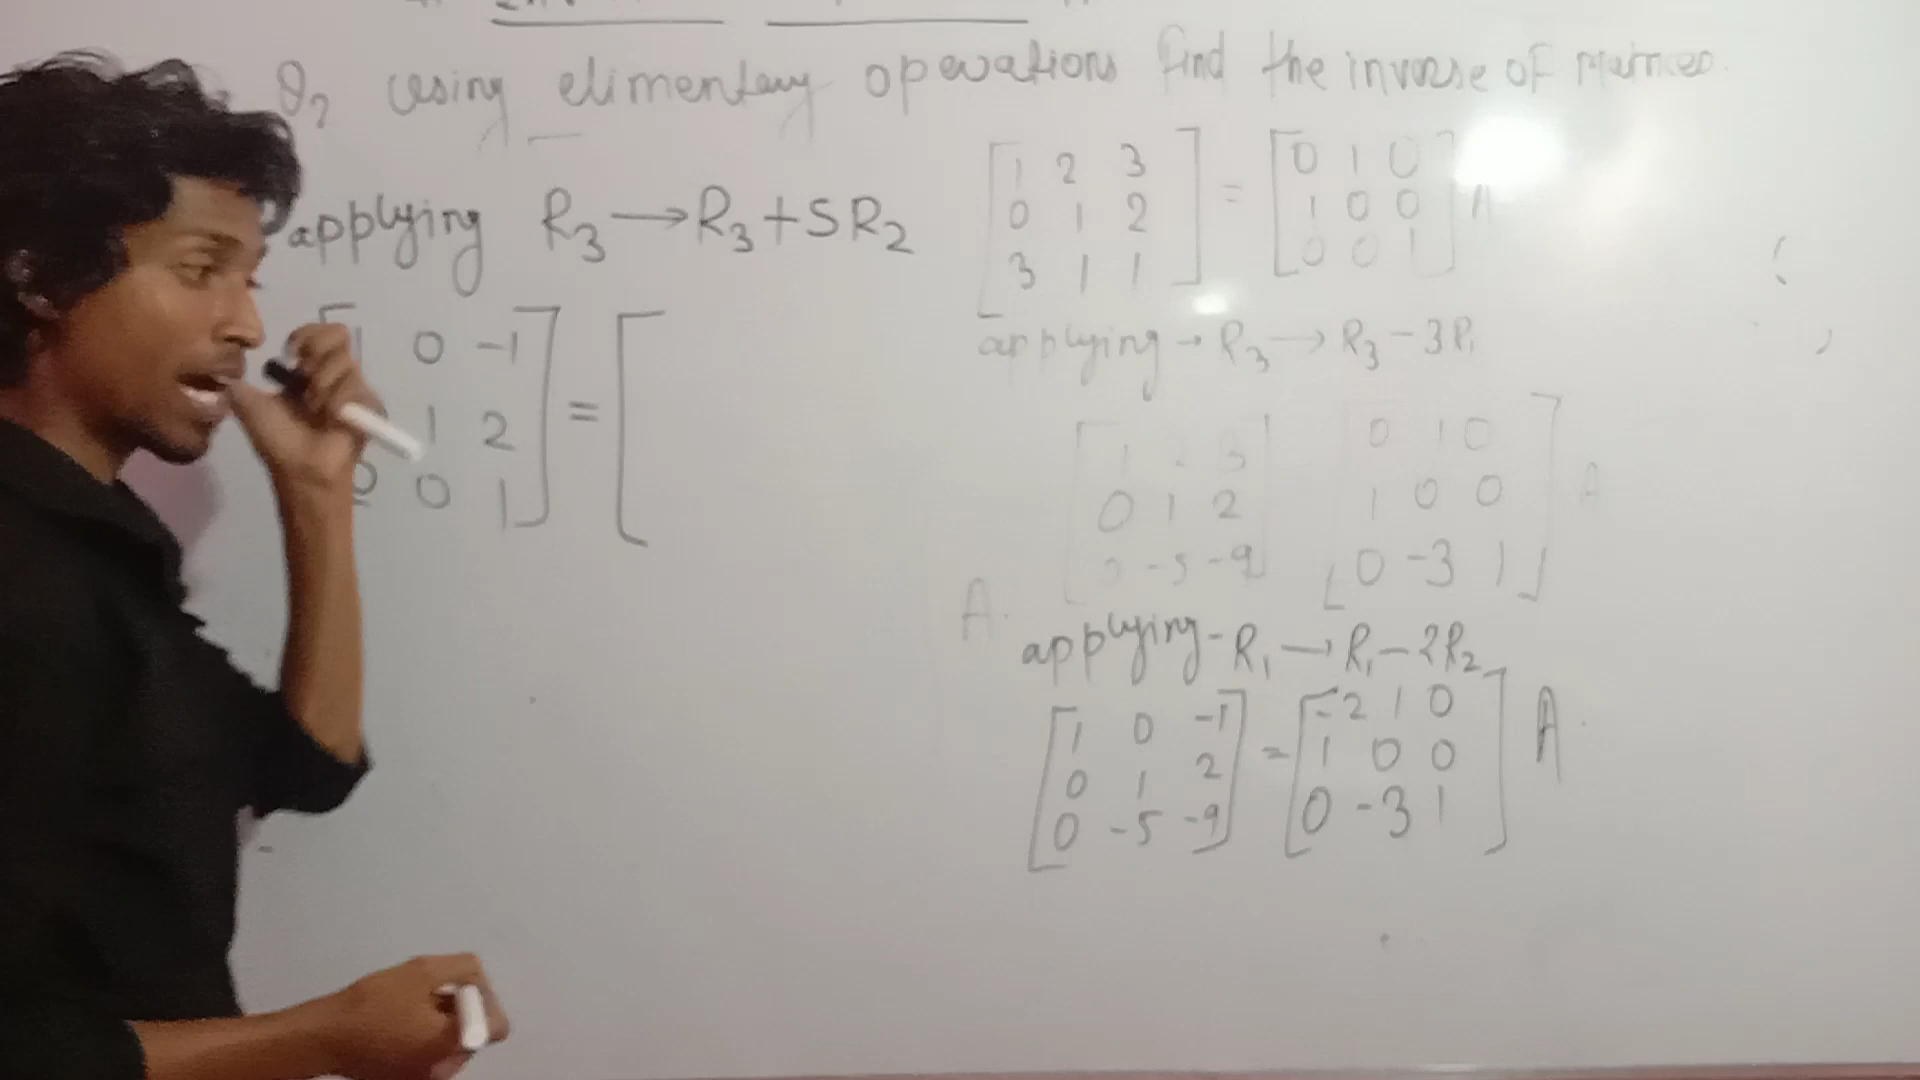 Q, using elimentary operations find the inverse of Matrices.
applying R3→R3+5R2
1 0 -1
1 2 =
0 0 1
1 2 3 0 1 0
0 1 2 = 1 0 0 A
3 1 1 0 0 1
applying → R3 → R3 - 3R1
1 3 0 1 0
0 1 2 1 0 0 A
-5 -9 0 -3 1
A.
applying - R1 → R1 - 2R2
1 0 -1 -2 1 0
0 1 2 = 1 0 0 A
0 -5 -9 0 -3 1